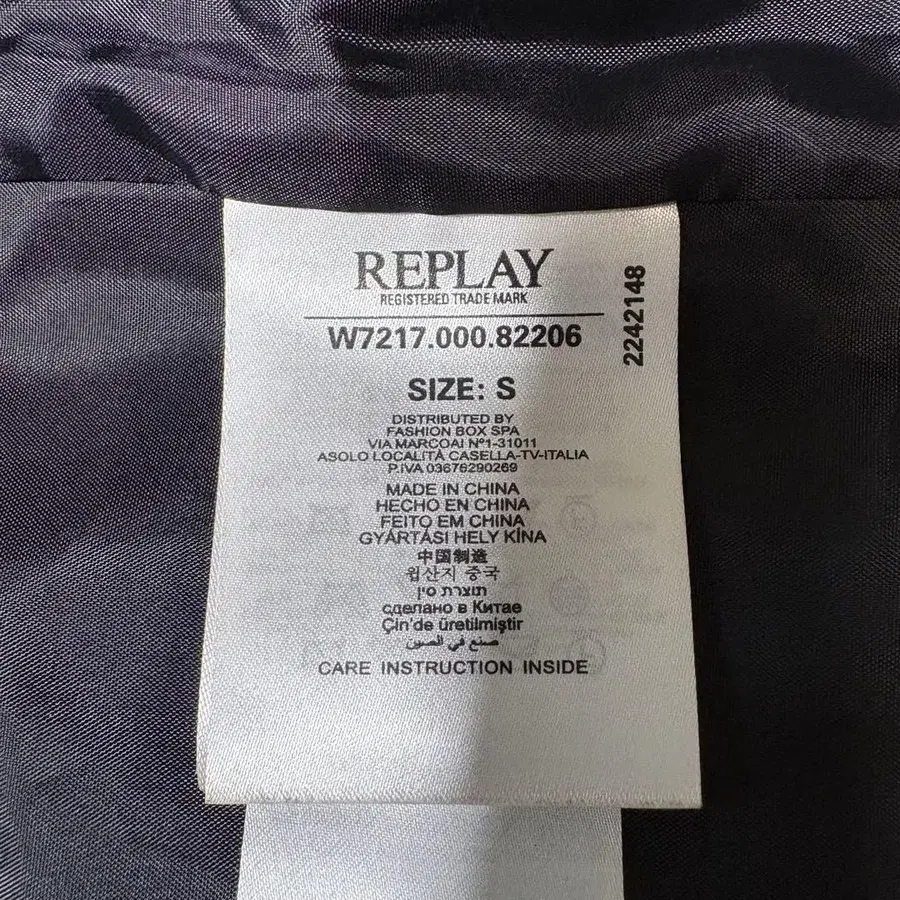 REPLAY
REGISTERED TRADE MARK
W7217.000.82206
2242148
SIZE: S
DISTRIBUTED BY
FASHION BOX SPA
VIA MARCOAI Nº1-31011
ASOLO LOCALITÀ CASELLA-TV-ITALIA
P.IVA 03676290269
MADE IN CHINA
HECHO EN CHINA
FEITO EM CHINA
GYÁRTÁSI HELY KÍNA
中国制造
원산지 중국
תוצרת סין
сделано в Китае
Çin'de üretilmiştir
صنع في الصين
CARE INSTRUCTION INSIDE